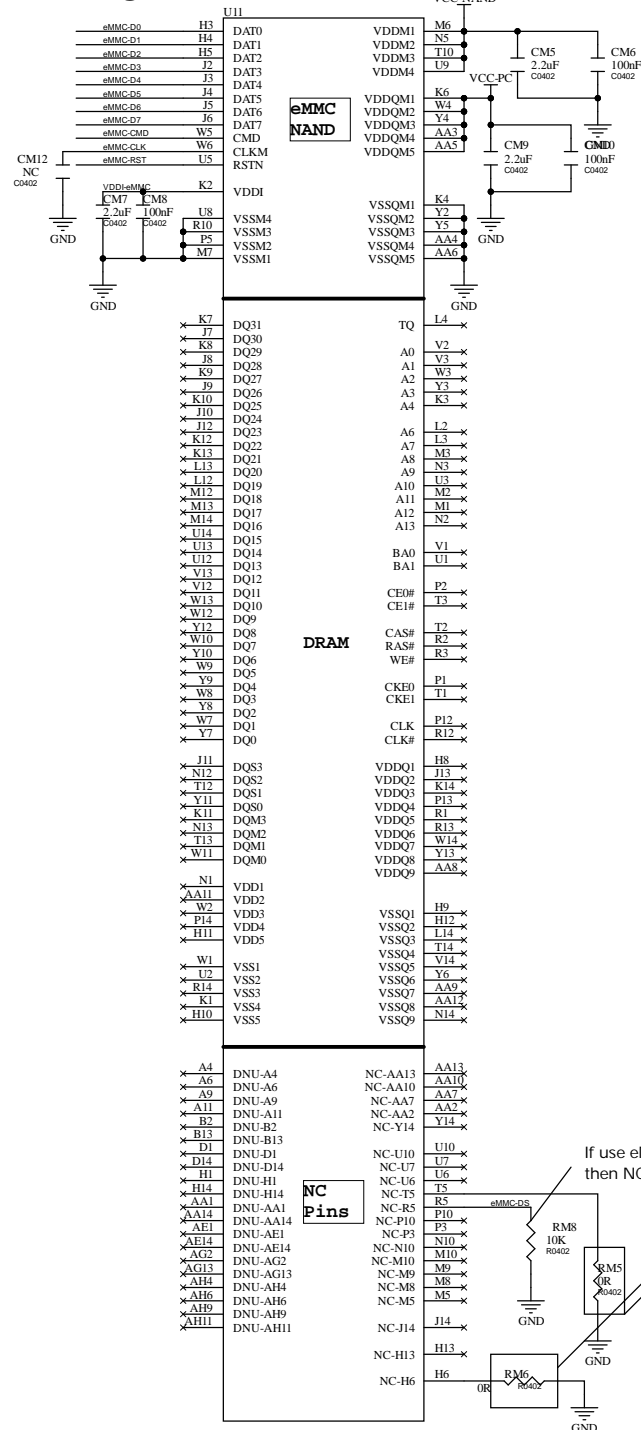 VCC-NAND
U11
eMMC-D0 H3 DAT0 VDDM1 M6
eMMC-D1 H4 DAT1 VDDM2 N5
eMMC-D2 H5 DAT2 VDDM3 T10
eMMC-D3 J2 DAT3 VDDM4 U9
eMMC-D4 J3 DAT4
eMMC-D5 J4 DAT5 VDDQM1 K6
eMMC-D6 J5 DAT6 VDDQM2 W4
eMMC-D7 J6 DAT7 VDDQM3 Y4
eMMC-CMD W5 CMD VDDQM4 AA3
eMMC-CLK W6 CLKM VDDQM5 AA5
eMMC-RST U5 RSTN
eMMC
NAND
CM5
2.2uF
C0402
CM6
100nF
C0402
GND
VCC-PC
CM9
2.2uF
C0402
100nF
C0402
GND
CM12
NC
C0402
GND
VDDI-eMMC K2 VDDI
CM7
2.2uF
C0402
CM8
100nF
C0402
GND
VSSQM1 K4
U8 VSSM4 VSSQM2 Y2
R10 VSSM3 VSSQM3 Y5
P5 VSSM2 VSSQM4 AA4
M7 VSSM1 VSSQM5 AA6
GND
K7 DQ31 TQ L4
J7 DQ30
K8 DQ29 A0 V2
J8 DQ28 A1 V3
K9 DQ27 A2 W3
J9 DQ26 A3 Y3
K10 DQ25 A4 K3
J10 DQ24
J12 DQ23 A6 L2
K12 DQ22 A7 L3
K13 DQ21 A8 M3
L13 DQ20 A9 N3
L12 DQ19 A10 U3
M12 DQ18 A11 M2
M13 DQ17 A12 M1
M14 DQ16 A13 N2
U14 DQ15
U13 DQ14 BA0 V1
U12 DQ13 BA1 U1
V13 DQ12
V12 DQ11 CE0# P2
W13 DQ10 CE1# T3
W12 DQ9
Y12 DQ8 CAS# T2
W10 DQ7 RAS# R2
Y10 DQ6 WE# R3
W9 DQ5
Y9 DQ4 CKE0 P1
W8 DQ3 CKE1 T1
Y8 DQ2
W7 DQ1 CLK P12
Y7 DQ0 CLK# R12
DRAM
J11 DQS3 VDDQ1 H8
N12 DQS2 VDDQ2 J13
T12 DQS1 VDDQ3 K14
Y11 DQS0 VDDQ4 P13
K11 DQM3 VDDQ5 R1
N13 DQM2 VDDQ6 R13
T13 DQM1 VDDQ7 W14
W11 DQM0 VDDQ8 Y13
VDDQ9 AA8
N1 VDD1
AA11 VDD2
W2 VDD3 VSSQ1 H9
P14 VDD4 VSSQ2 H12
H11 VDD5 VSSQ3 L14
VSSQ4 T14
W1 VSS1 VSSQ5 V14
U2 VSS2 VSSQ6 Y6
R14 VSS3 VSSQ7 AA9
K1 VSS4 VSSQ8 AA12
H10 VSS5 VSSQ9 N14
A4 DNU-A4 NC-AA13 AA13
A6 DNU-A6 NC-AA10 AA10
A9 DNU-A9 NC-AA7 AA7
A11 DNU-A11 NC-AA2 AA2
B2 DNU-B2 NC-Y14 Y14
B13 DNU-B13
D1 DNU-D1 NC-U10 U10
D14 DNU-D14 NC-U7 U7
H1 DNU-H1 NC-U6 U6
H14 DNU-H14 NC-T5 T5
AA1 DNU-AA1 NC-R5 R5 eMMC-DS
AA14 DNU-AA14 NC-P10 P10
AE1 DNU-AE1 NC-P3 P3
AE14 DNU-AE14 NC-N10 N10
AG2 DNU-AG2 NC-M10 M10
AG13 DNU-AG13 NC-M9 M9
AH4 DNU-AH4 NC-M8 M8
AH6 DNU-AH6 NC-M5 M5
AH9 DNU-AH9
AH11 DNU-AH11 NC-J14 J14
NC-H13 H13
NC-H6 H6
NC
Pins
If use
then NC
RM8
10K
R0402
GND
RM5
0R
R0402
GND
RM6
0R
R0402
GND